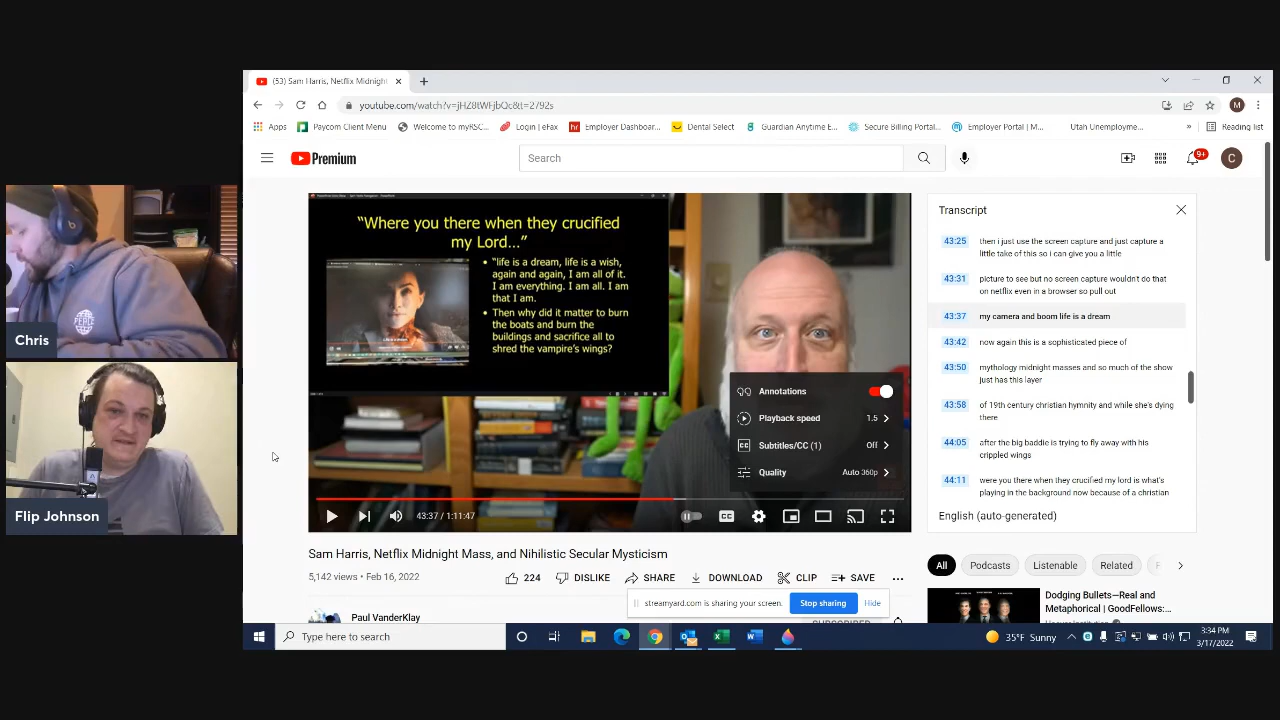 (53) Sam Harris, Netflix Midnight
youtube.com/watch?v=jHZ8tWFjbQc&t=2792s
M
Apps
Paycom Client Menu
Welcome to myRSC...
Login | eFax
Employer Dashboar...
Dental Select
Guardian Anytime E...
Secure Billing Portal...
Employer Portal | M...
Utah Unemployme...
»
Reading list
Premium
Search
9+
C
"Where you there when they crucified
my Lord..."
• "life is a dream, life is a wish,
again and again, I am all of it.
I am everything. I am all. I am
that I am.
• Then why did it matter to burn
the boats and burn the
buildings and sacrifice all to
shred the vampire's wings?
Annotations
Playback speed
1.5
Subtitles/CC (1)
Off
Quality
Auto 360p
43:37 / 1:11:47
Transcript
43:25
then i just use the screen capture and just capture a
little take of this so i can give you a little
43:31
picture to see but no screen capture wouldn't do that
on netflix even in a browser so pull out
43:37
my camera and boom life is a dream
43:42
now again this is a sophisticated piece of
43:50
mythology midnight masses and so much of the show
just has this layer
43:58
of 19th century christian hymnity and while she's dying
there
44:05
after the big baddie is trying to fly away with his
crippled wings
44:11
were you there when they crucified my lord is what's
playing in the background now because of a christian
English (auto-generated)
Sam Harris, Netflix Midnight Mass, and Nihilistic Secular Mysticism
5,142 views • Feb 16, 2022
224
DISLIKE
SHARE
DOWNLOAD
CLIP
SAVE
All
Podcasts
Listenable
Related
Dodging Bullets—Real and
Metaphorical | GoodFellows:...
streamyard.com is sharing your screen.
Stop sharing
Hide
Paul VanderKlay
Type here to search
35°F Sunny
3:34 PM
3/17/2022
Chris
Flip Johnson